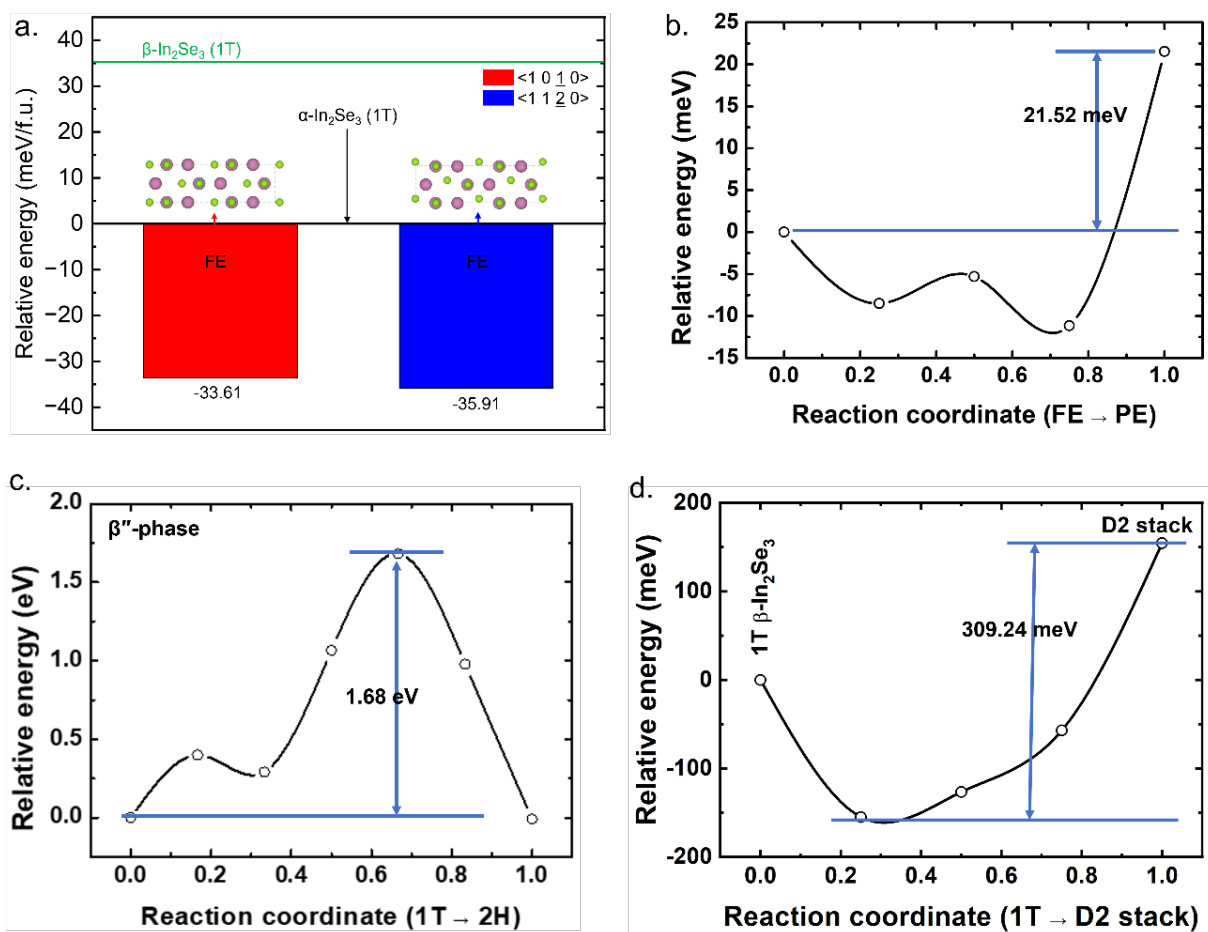 a.
40
30
20
10
0
−10
−20
−30
−40
Relative energy (meV/f.u.)
β-In₂Se₃ (1T)
<1 0 1̲ 0>
<1 1 2̲ 0>
α-In₂Se₃ (1T)
FE
FE
-33.61
-35.91
b.
25
20
15
10
5
0
-5
-10
-15
Relative energy (meV)
21.52 meV
0.0 0.2 0.4 0.6 0.8 1.0
Reaction coordinate (FE → PE)
c.
2.0
1.5
1.0
0.5
0.0
Relative energy (eV)
β″-phase
1.68 eV
0.0 0.2 0.4 0.6 0.8 1.0
Reaction coordinate (1T → 2H)
d.
200
100
0
-100
-200
Relative energy (meV)
D2 stack
1T β-In₂Se₃
309.24 meV
0.0 0.2 0.4 0.6 0.8 1.0
Reaction coordinate (1T → D2 stack)